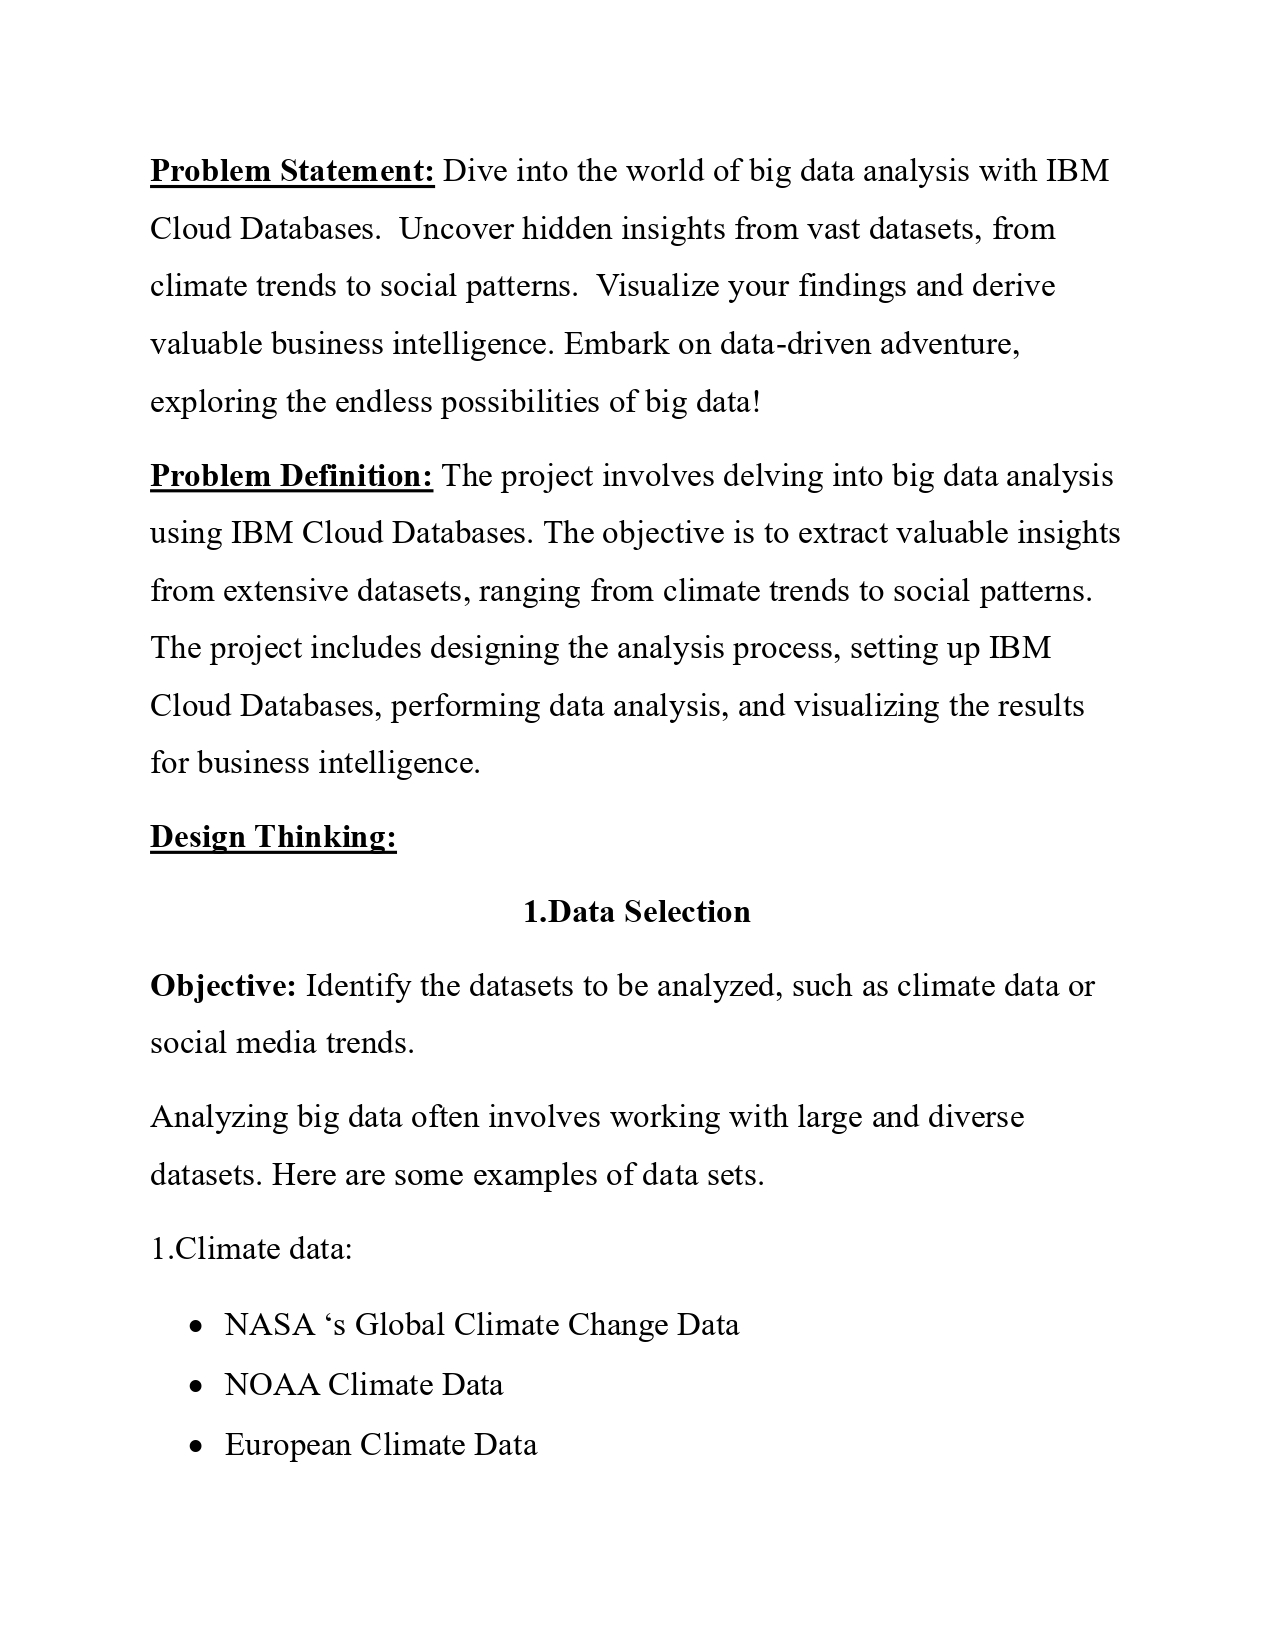 Problem Statement: Dive into the world of big data analysis with IBM
Cloud Databases.  Uncover hidden insights from vast datasets, from
climate trends to social patterns.  Visualize your findings and derive
valuable business intelligence. Embark on data-driven adventure,
exploring the endless possibilities of big data!
Problem Definition: The project involves delving into big data analysis
using IBM Cloud Databases. The objective is to extract valuable insights
from extensive datasets, ranging from climate trends to social patterns.
The project includes designing the analysis process, setting up IBM
Cloud Databases, performing data analysis, and visualizing the results
for business intelligence.
Design Thinking:
1.Data Selection
Objective: Identify the datasets to be analyzed, such as climate data or
social media trends.
Analyzing big data often involves working with large and diverse
datasets. Here are some examples of data sets.
1.Climate data:
• NASA ‘s Global Climate Change Data
• NOAA Climate Data
• European Climate Data